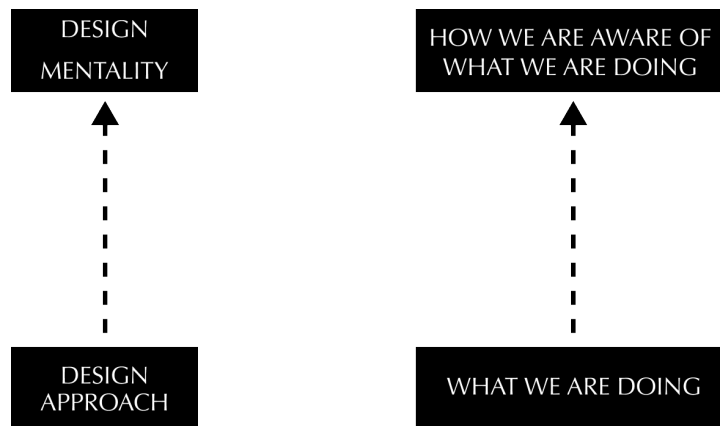 DESIGN
MENTALITY
HOW WE ARE AWARE OF
WHAT WE ARE DOING
DESIGN
APPROACH
WHAT WE ARE DOING